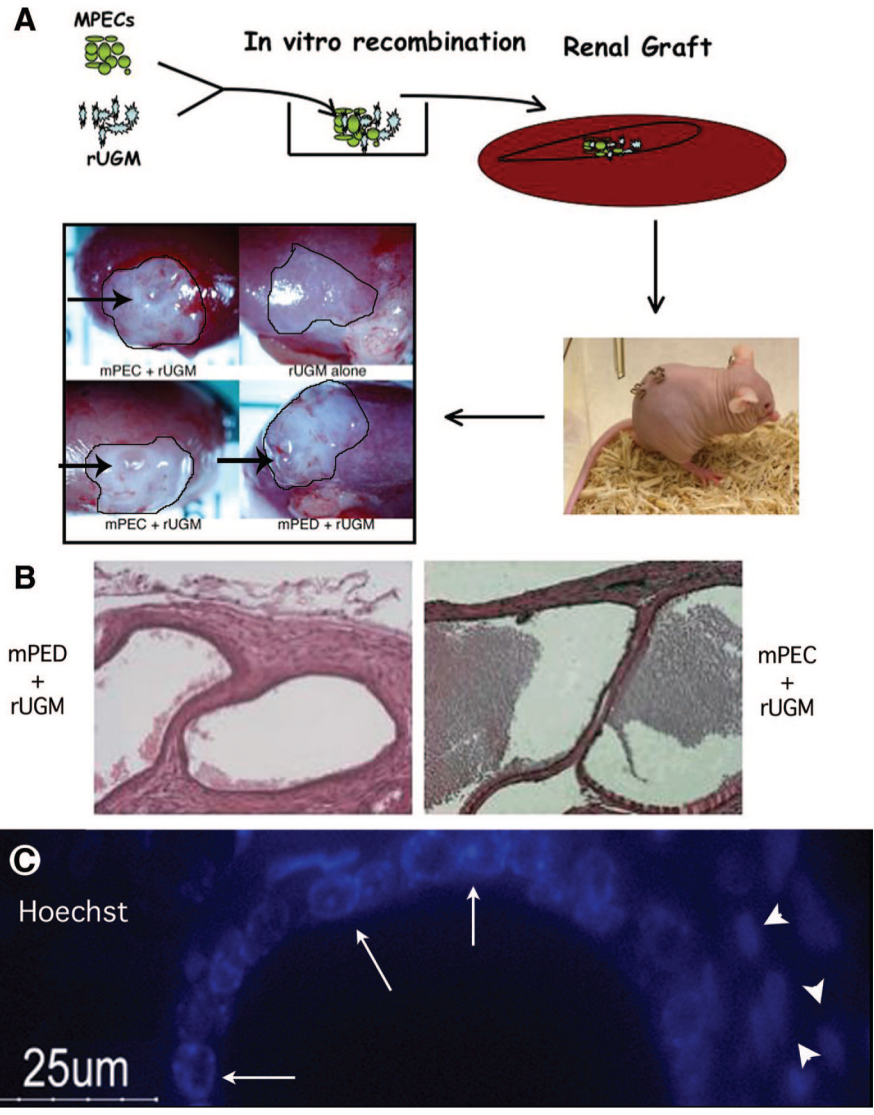 A
MPECs
In vitro recombination
Renal Graft
rUGM
mPEC + rUGM
rUGM alone
mPEC + rUGM
mPED + rUGM
B
mPED
+
rUGM
mPEC
+
rUGM
C
Hoechst
25um